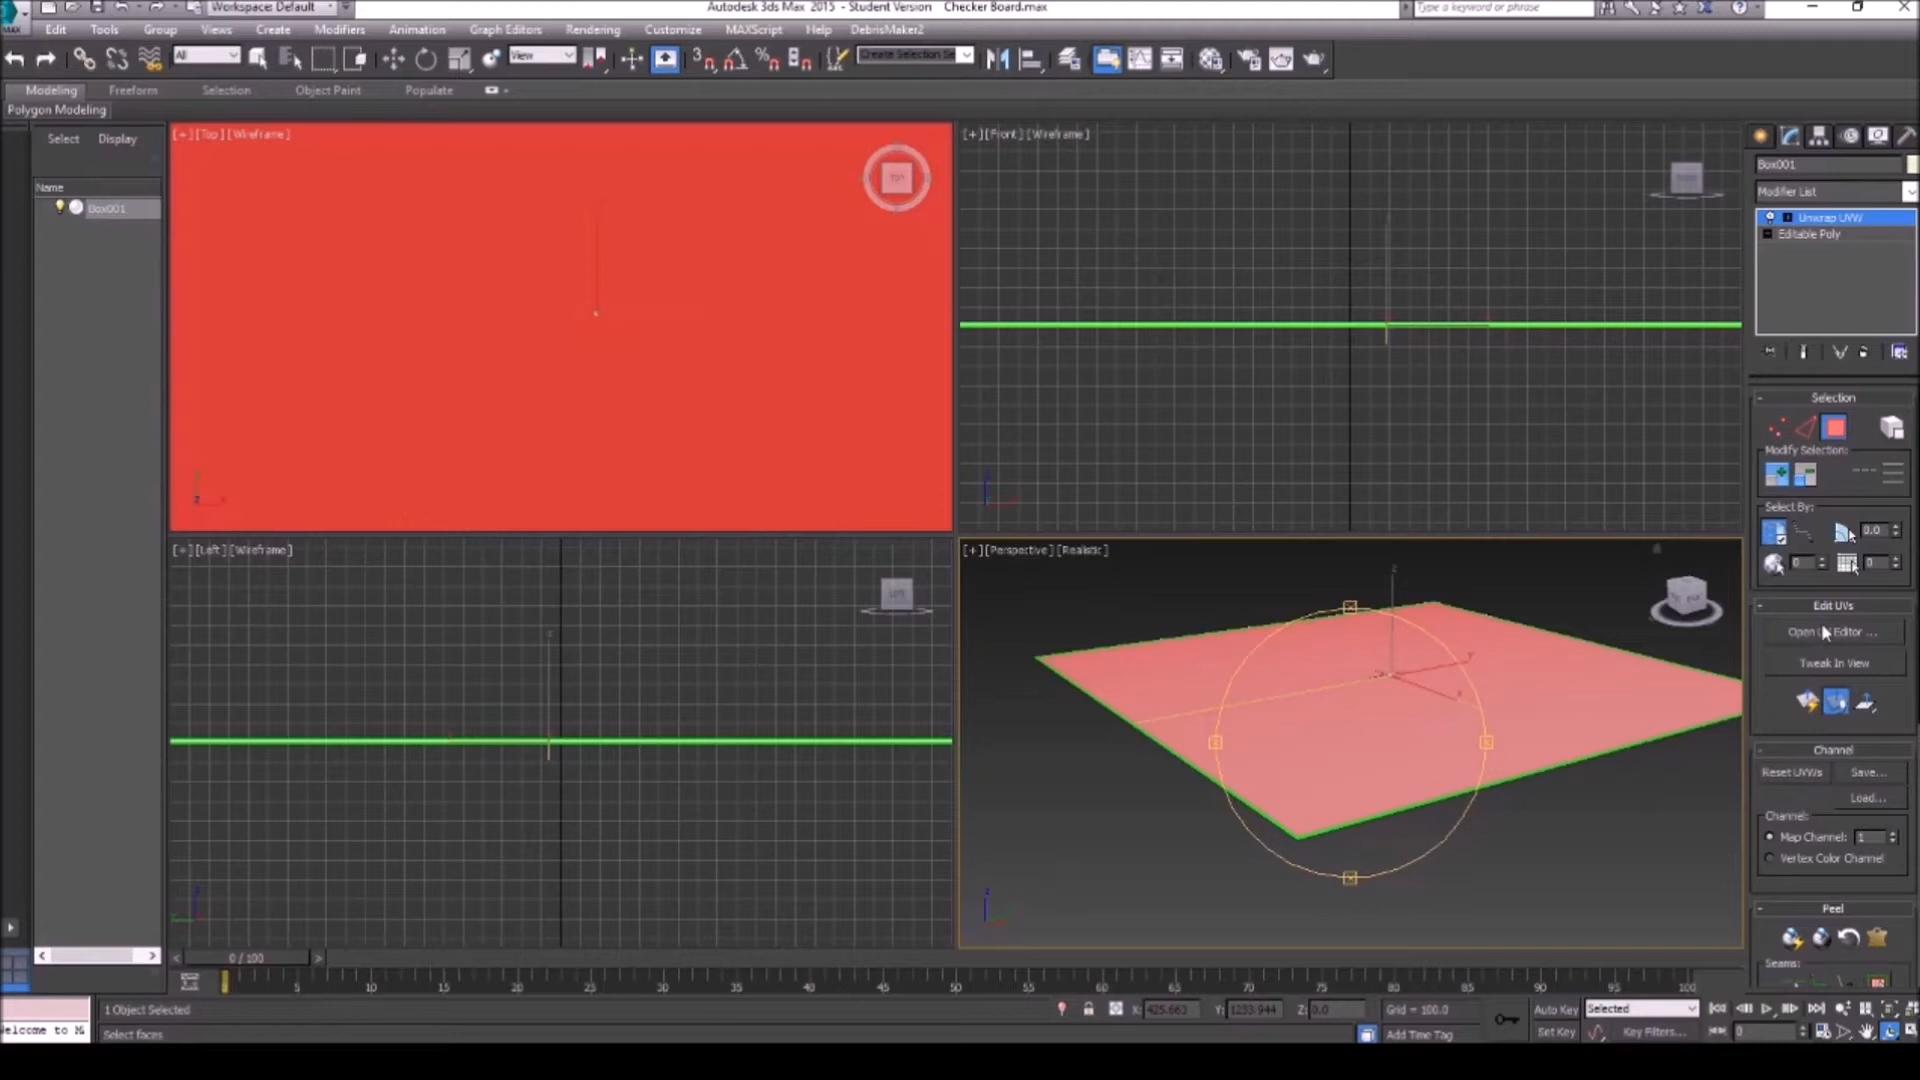 Workspace: Default
Autodesk 3ds Max 2015 - Student Version Checker Board.max
Type a keyword or phrase
MAX
Edit Tools Group Views Create Modifiers Animation Graph Editors Rendering Customize MAXScript Help DebrisMaker2
All
View
3
Create Selection Se
Modeling Freeform Selection Object Paint Populate
Polygon Modeling
Select Display
Name
Box001
[+][Top][Wireframe]
TOP
[+][Front][Wireframe]
[+][Left][Wireframe]
LEFT
[+][Perspective][Realistic]
Box001
Modifier List
Unwrap UVW
Editable Poly
Selection
Modify Selection:
Select By:
0.0
0
0
Edit UVs
Open Editor ...
Tweak In View
Channel
Reset UVWs Save...
Load...
Channel:
Map Channel: 1
Vertex Color Channel
Peel
Seams:
0 / 100
5 10 15 20 25 30 35 40 45 50 55 60 65 70 75 80 85 90 95 100
1 Object Selected
X: 425.663 Y: 1233.944 Z: 0.0
Grid = 100.0
Auto Key Selected
Welcome to M
Select faces
Add Time Tag
Set Key Key Filters...
0